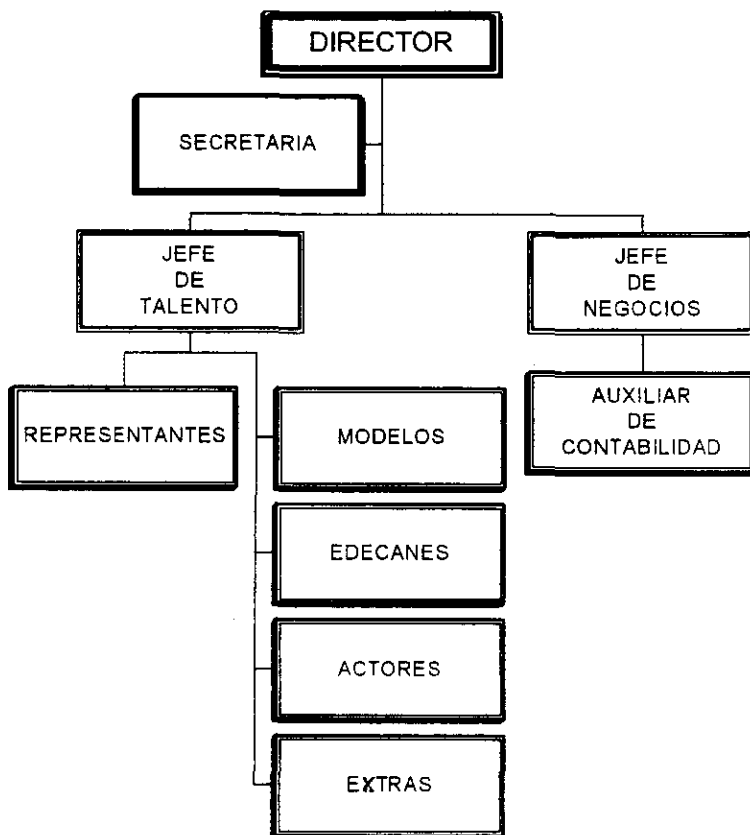 DIRECTOR
SECRETARIA
JEFE
DE
TALENTO
JEFE
DE
NEGOCIOS
REPRESENTANTES
MODELOS
AUXILIAR
DE
CONTABILIDAD
EDECANES
ACTORES
EXTRAS